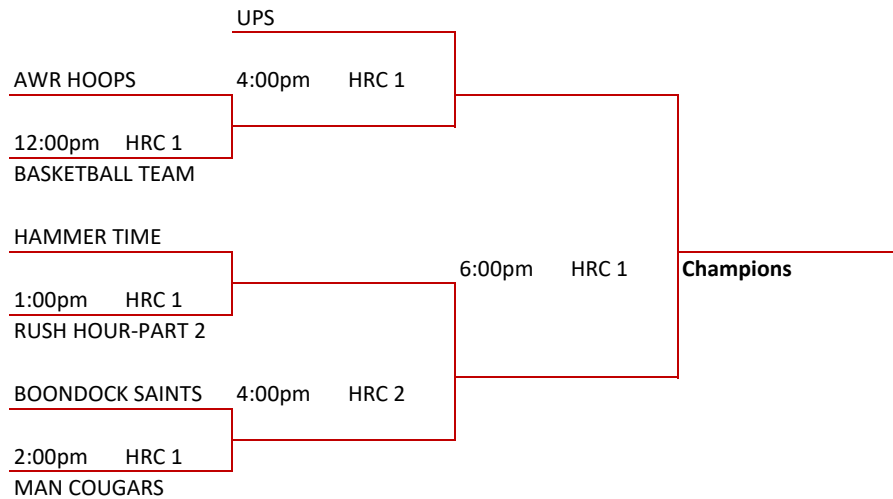 UPS
AWR HOOPS 4:00pm HRC 1
12:00pm HRC 1
BASKETBALL TEAM
HAMMER TIME
6:00pm HRC 1 Champions
1:00pm HRC 1
RUSH HOUR-PART 2
BOONDOCK SAINTS 4:00pm HRC 2
2:00pm HRC 1
MAN COUGARS